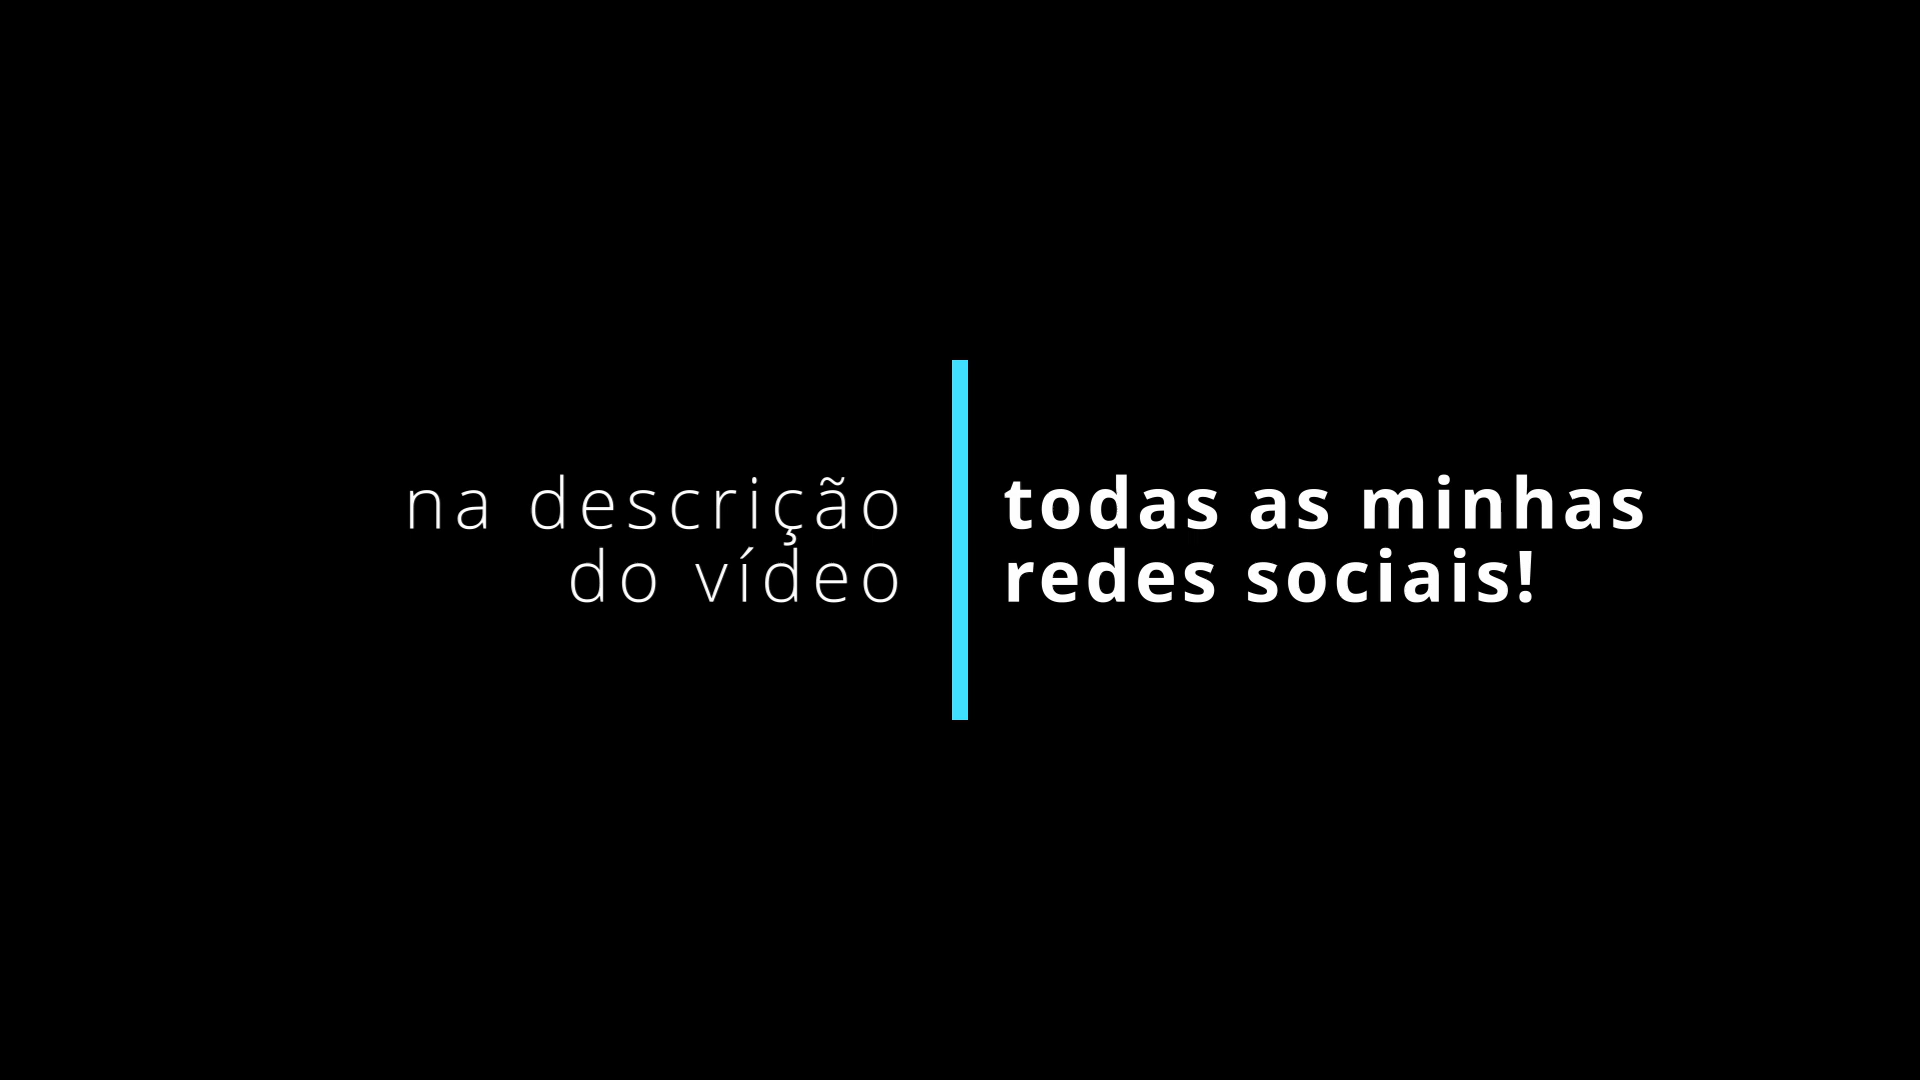 na descrição
do vídeo
todas as minhas
redes sociais!